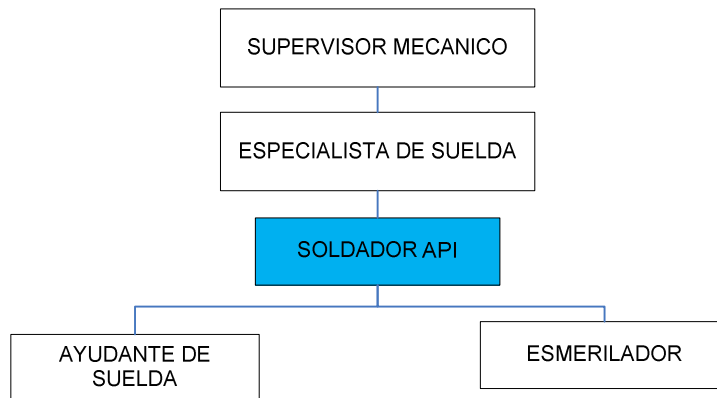 SUPERVISOR MECANICO
ESPECIALISTA DE SUELDA
SOLDADOR API
AYUDANTE DE
SUELDA
ESMERILADOR